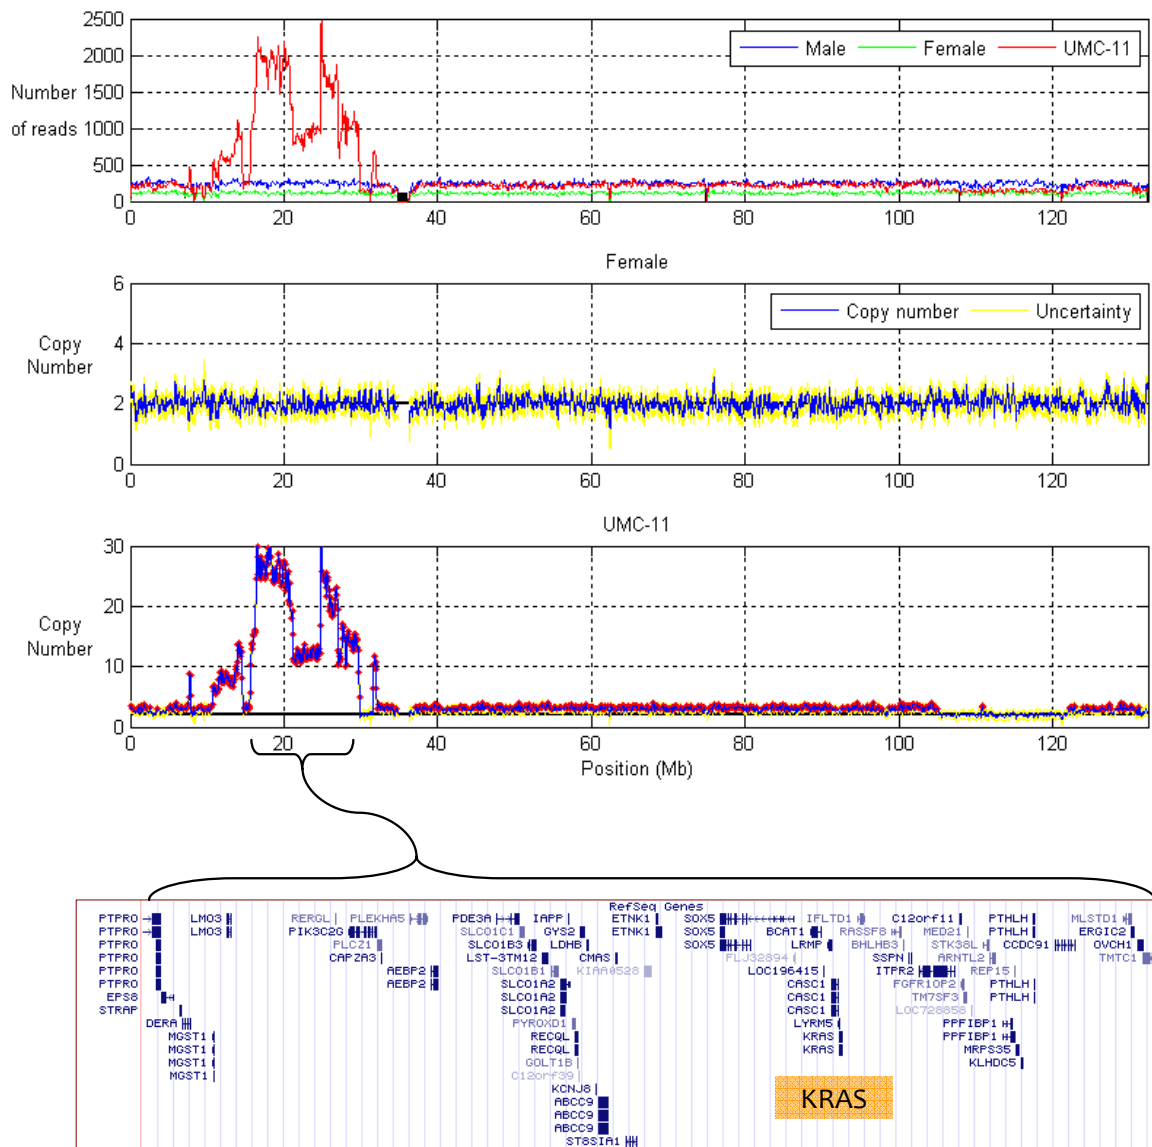 2500
2000
1500
1000
500
0
Number
of reads
Male Female UMC-11
0 20 40 60 80 100 120
Female
6
4
2
0
Copy
Number
Copy number Uncertainty
0 20 40 60 80 100 120
UMC-11
30
20
10
0
Copy
Number
0 20 40 60 80 100 120
Position (Mb)
RefSeq Genes
PTPRO LMO3 RERGL PLEKHA5 PDE3A IAPP ETNK1 SOX5 IFLTD1 C12orf11 PTHLH MLSTD1
PTPRO LMO3 PIK3C2G SLCO1C1 GYS2 ETNK1 SOX5 BCAT1 RASSF8 MED21 PTHLH ERGIC2
PTPRO PLCZ1 SLCO1B3 LDHB SOX5 LRMP BHLHB3 STK38L CCDC91 OVCH1
PTPRO CAPZA3 LST-3TM12 CMAS FLJ32894 SSPN ARNTL2 TMTC1
PTPRO AEBP2 SLCO1B1 KIAA0528 LOC196415 ITPR2 REP15
PTPRO AEBP2 SLCO1A2 CASC1 FGFR1OP2 PTHLH
EPS8 SLCO1A2 CASC1 TM7SF3 PTHLH
STRAP SLCO1A2 CASC1 LOC728858
DERA PYROXD1 LYRM5 PPFIBP1
MGST1 RECQL KRAS PPFIBP1
MGST1 RECQL KRAS MRPS35
MGST1 GOLT1B KLHDC5
MGST1 C12orf39
KCNJ8
ABCC9
ABCC9
ABCC9
ST8SIA1
KRAS